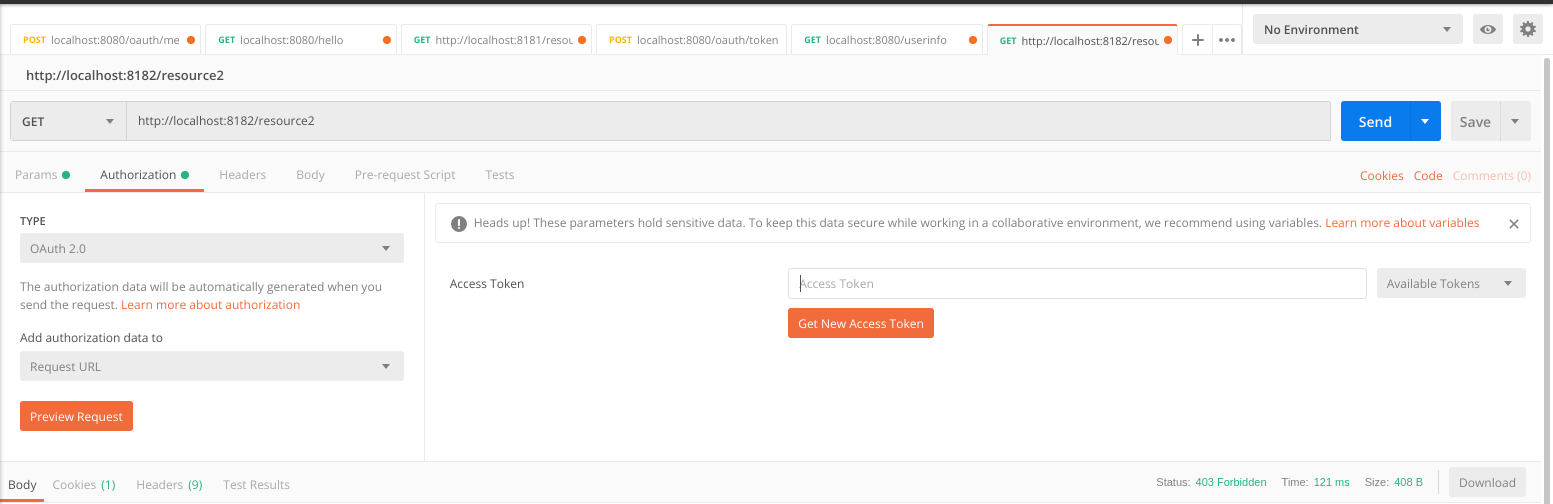 POST localhost:8080/oauth/me GET localhost:8080/hello GET http://localhost:8181/resou POST localhost:8080/oauth/token GET localhost:8080/userinfo GET http://localhost:8182/resou + ••• No Environment
http://localhost:8182/resource2
GET http://localhost:8182/resource2 Send Save
Params Authorization Headers Body Pre-request Script Tests Cookies Code Comments (0)
TYPE
OAuth 2.0
The authorization data will be automatically generated when you
send the request. Learn more about authorization
Add authorization data to
Request URL
Preview Request
Heads up! These parameters hold sensitive data. To keep this data secure while working in a collaborative environment, we recommend using variables. Learn more about variables
Access Token Access Token Available Tokens
Get New Access Token
Body Cookies (1) Headers (9) Test Results Status: 403 Forbidden Time: 121 ms Size: 408 B Download